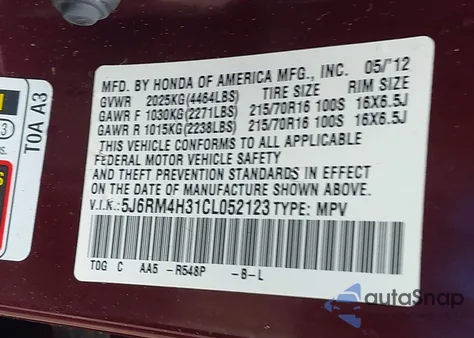 MFD. BY HONDA OF AMERICA MFG., INC. 05/'12
GVWR 2025KG(4464LBS) TIRE SIZE RIM SIZE
GAWR F 1030KG(2271LBS) 215/70R16 100S 16X6.5J
GAWR R 1015KG(2238LBS) 215/70R16 100S 16X6.5J
THIS VEHICLE CONFORMS TO ALL APPLICABLE
FEDERAL MOTOR VEHICLE SAFETY
AND THEFT PREVENTION STANDARDS IN EFFECT
ON THE DATE OF MANUFACTURE SHOWN ABOVE.
V.I.K.:5J6RM4H31CL052123 TYPE: MPV
T0G C AA5 -R548P -B-L
T0A A3
3
autoSnap